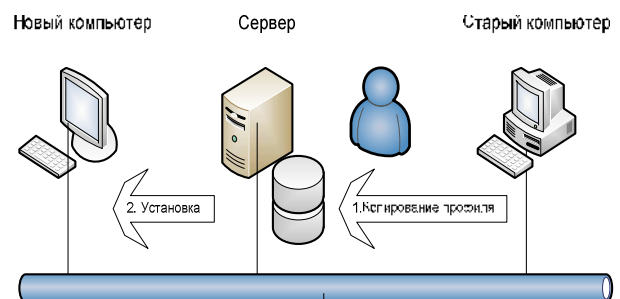 Новый компьютер
Сервер
Старый компьютер
2. Установка
1.Копирование профиля